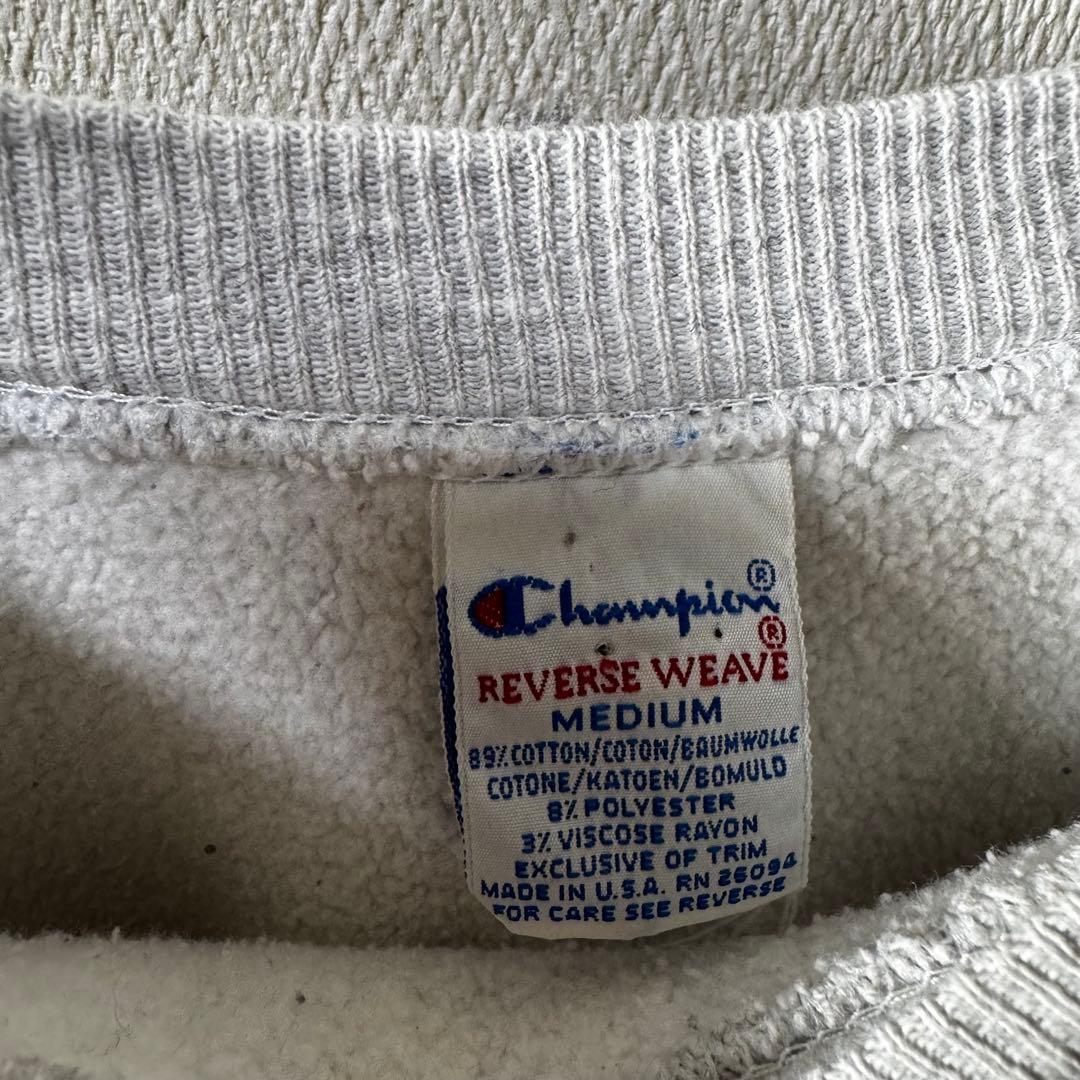 Champion®
REVERSE WEAVE®
MEDIUM
89% COTTON/COTON/BAUMWOLLE
COTONE/KATOEN/BOMULD
8% POLYESTER
3% VISCOSE RAYON
EXCLUSIVE OF TRIM
MADE IN U.S.A. RN 26094
FOR CARE SEE REVERSE